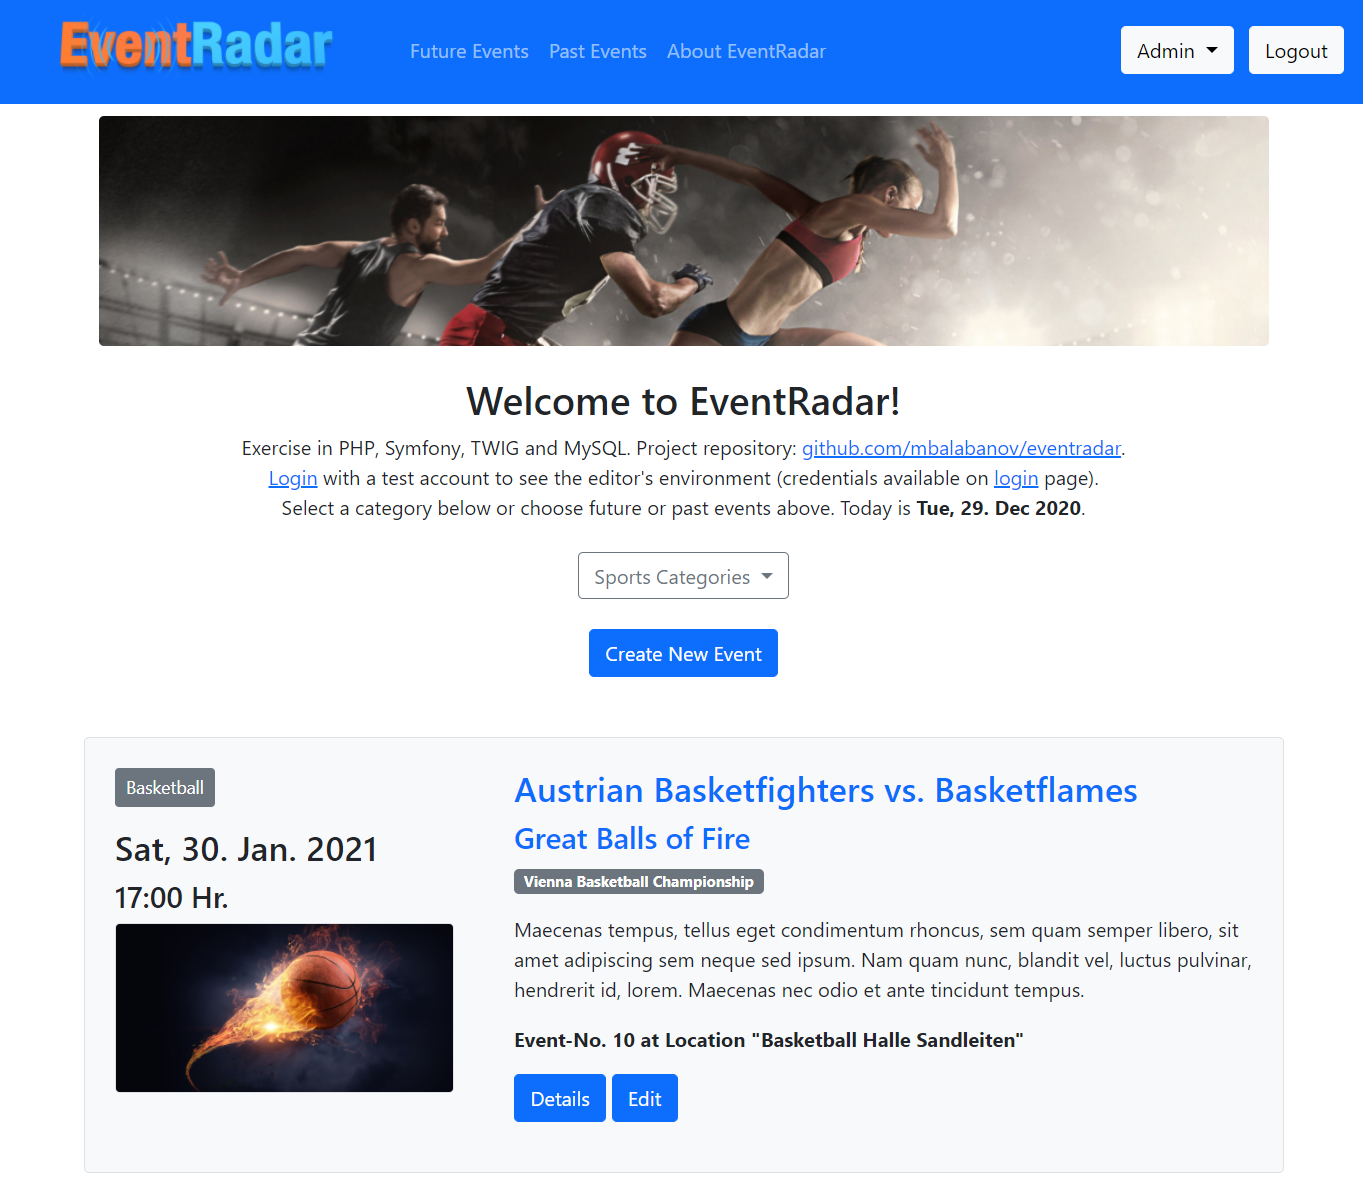 EventRadar
Future Events Past Events About EventRadar
Admin Logout
Welcome to EventRadar!
Exercise in PHP, Symfony, TWIG and MySQL. Project repository: github.com/mbalabanov/eventradar.
Login with a test account to see the editor's environment (credentials available on login page).
Select a category below or choose future or past events above. Today is Tue, 29. Dec 2020.
Sports Categories
Create New Event
Basketball
Sat, 30. Jan. 2021
17:00 Hr.
Austrian Basketfighters vs. Basketflames
Great Balls of Fire
Vienna Basketball Championship
Maecenas tempus, tellus eget condimentum rhoncus, sem quam semper libero, sit
amet adipiscing sem neque sed ipsum. Nam quam nunc, blandit vel, luctus pulvinar,
hendrerit id, lorem. Maecenas nec odio et ante tincidunt tempus.
Event-No. 10 at Location "Basketball Halle Sandleiten"
Details Edit